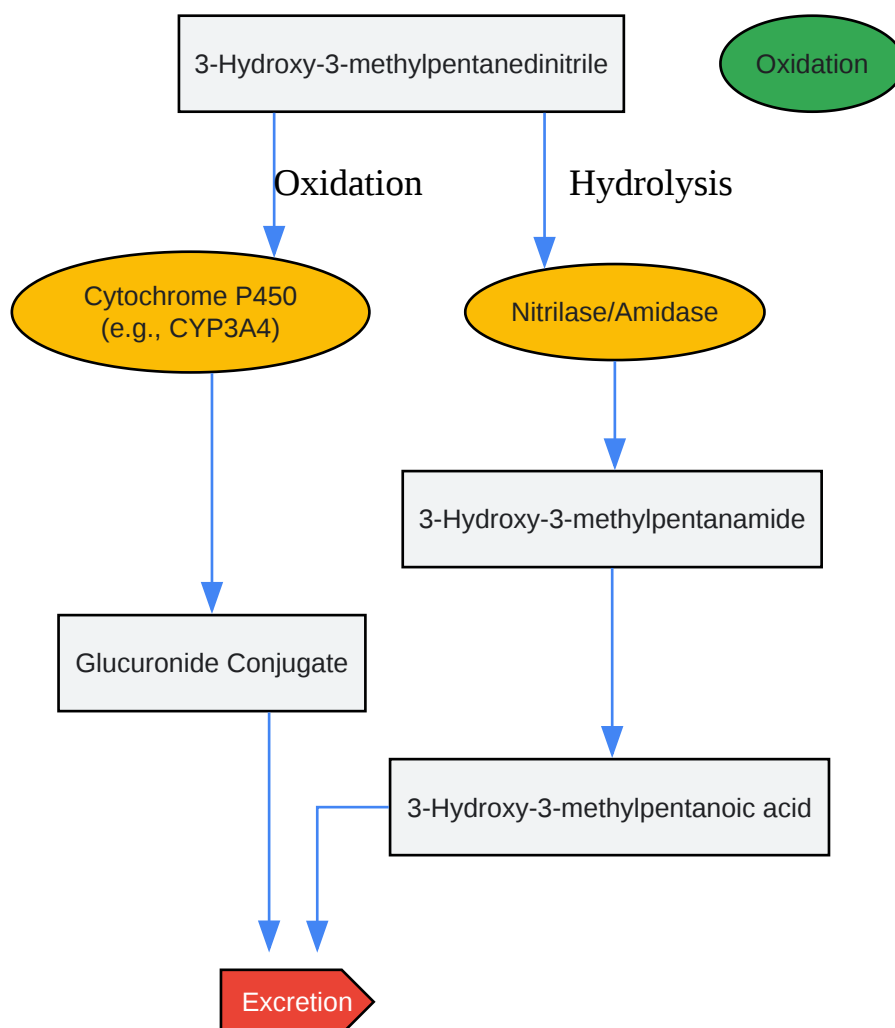 3-Hydroxy-3-methylpentanedinitrile
Oxidation
Oxidation
Hydrolysis
Cytochrome P450
(e.g., CYP3A4)
Nitrilase/Amidase
3-Hydroxy-3-methylpentanamide
Glucuronide Conjugate
3-Hydroxy-3-methylpentanoic acid
Excretion